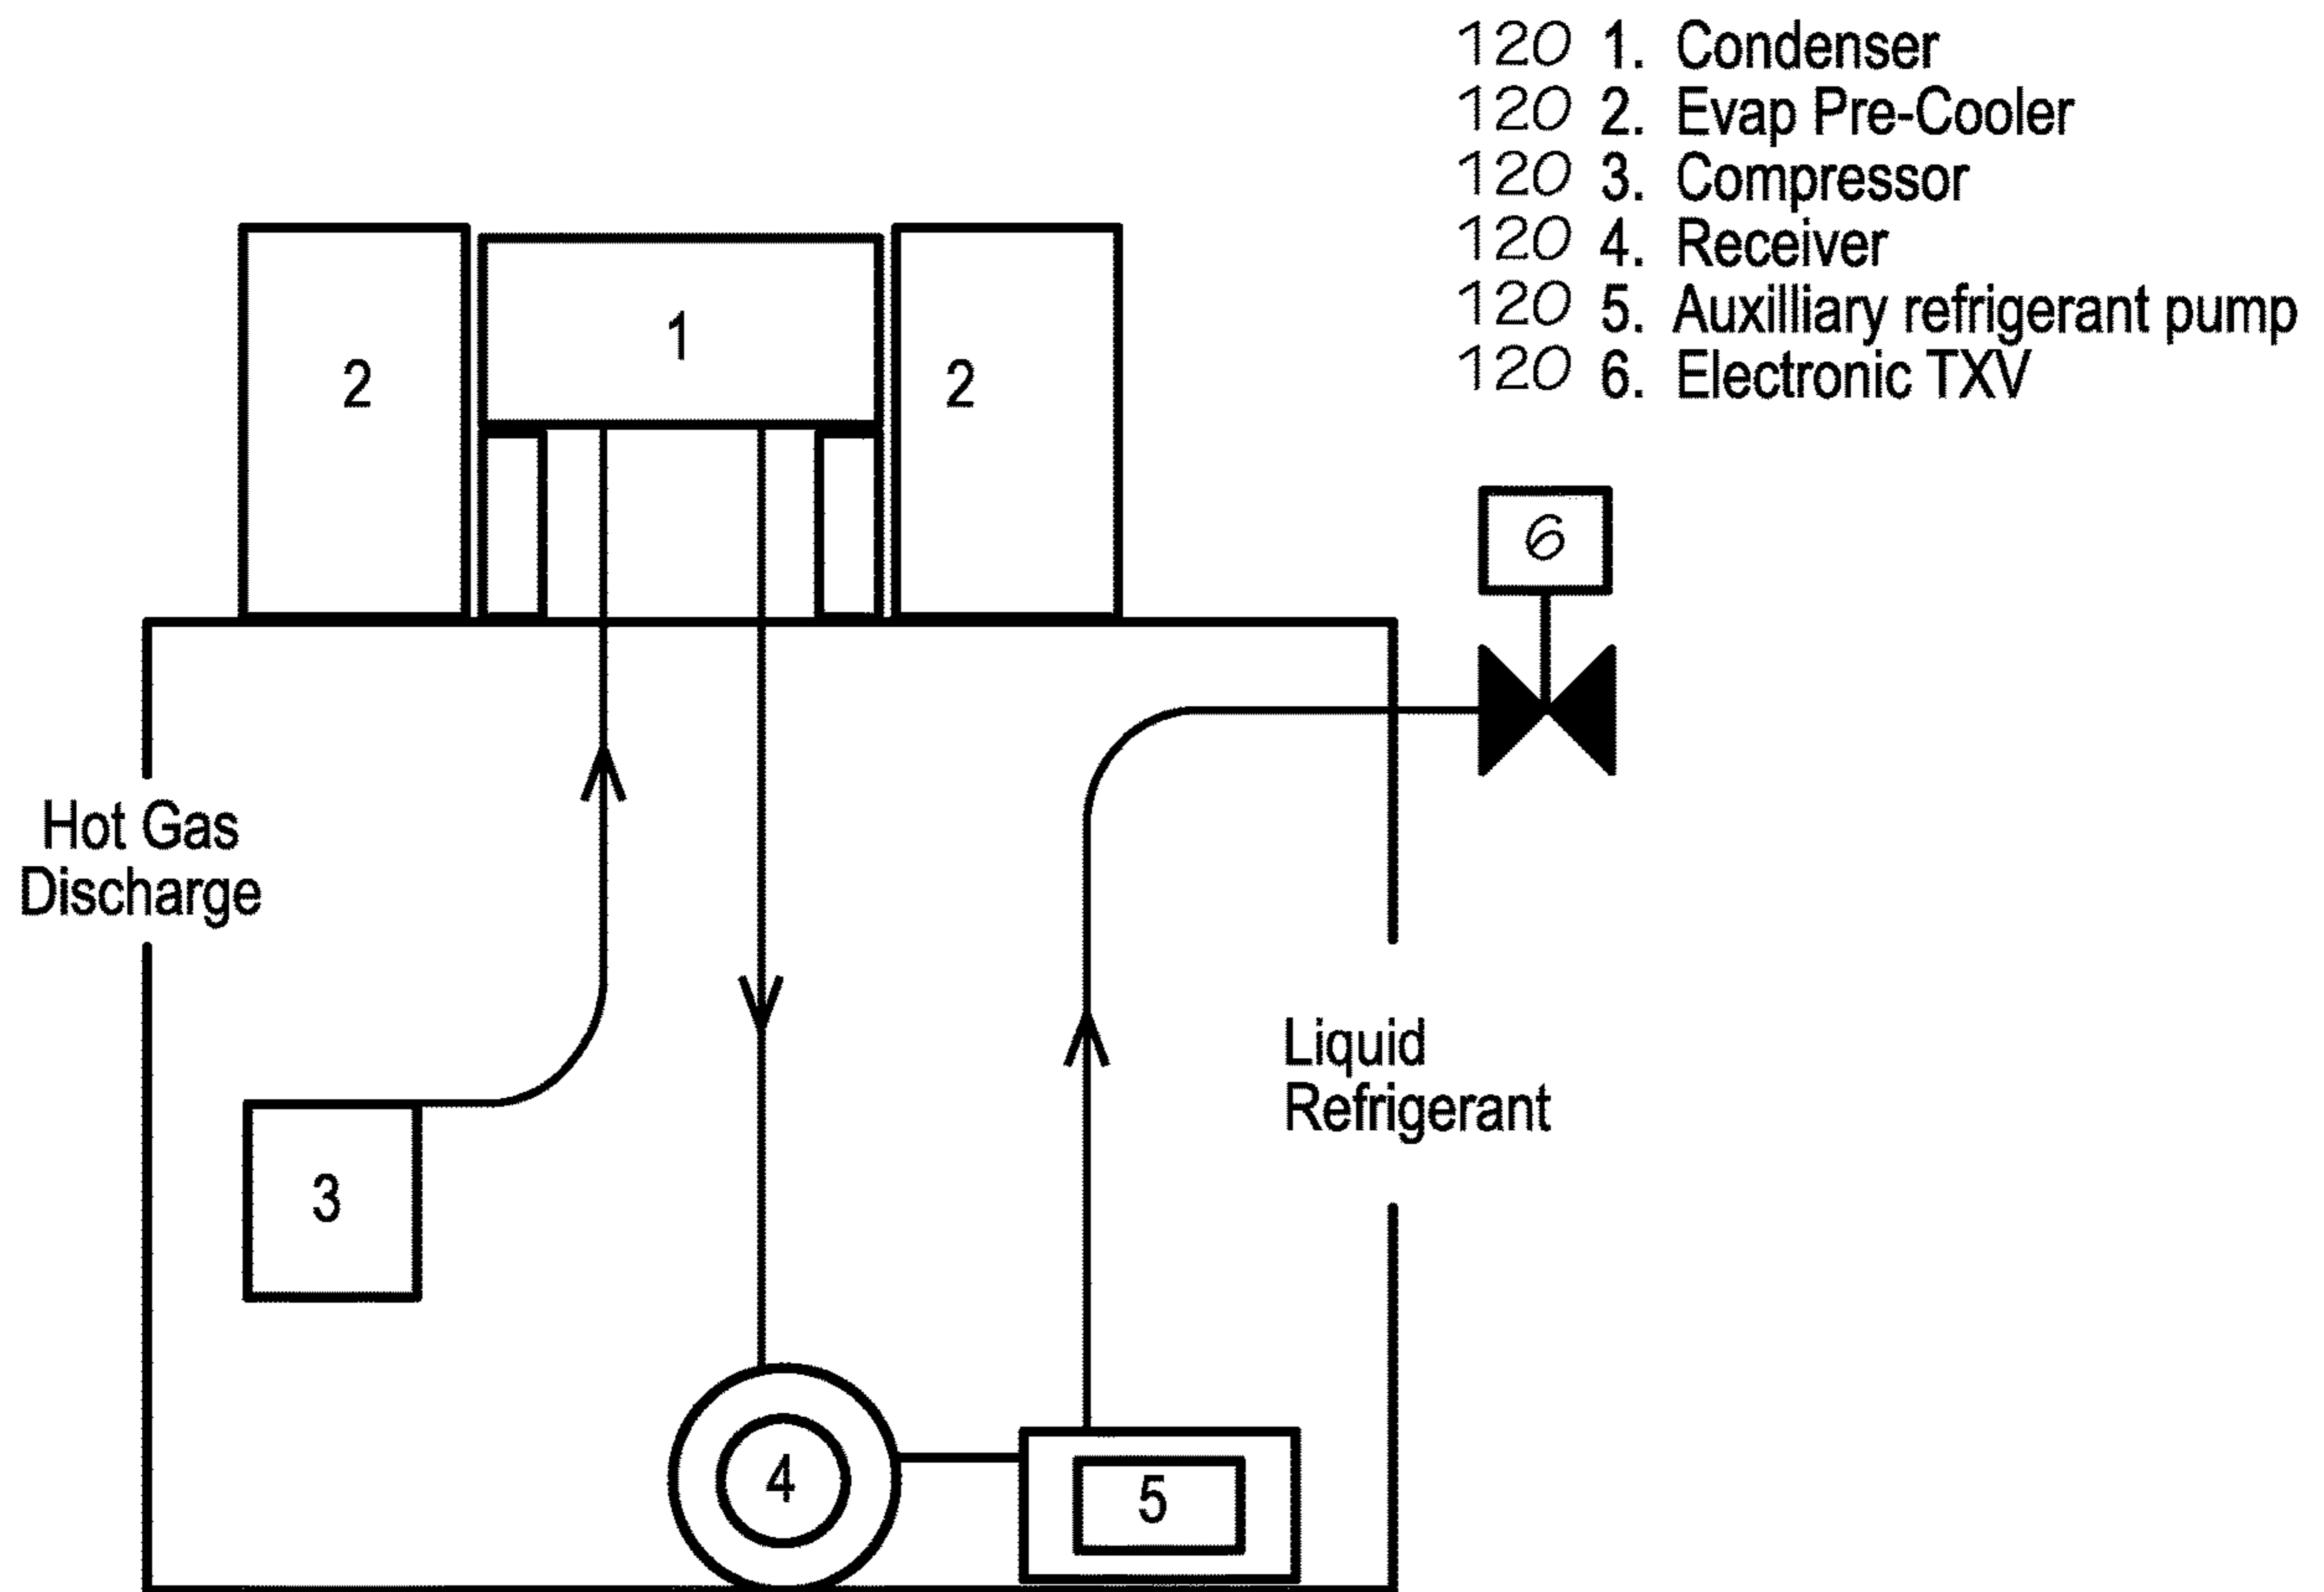 120 1. Condenser
120 2. Evap Pre-Cooler
120 3. Compressor
120 4. Receiver
120 5. Auxilliary refrigerant pump
120 6. Electronic TXV
1
2
2
6
Hot Gas
Discharge
Liquid
Refrigerant
3
4
5